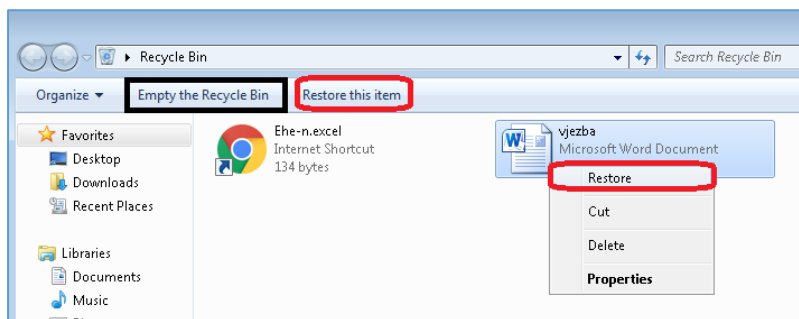 Recycle Bin
Search Recycle Bin
Organize Empty the Recycle Bin Restore this item
Favorites
Desktop
Downloads
Recent Places
Libraries
Documents
Music
Ehe-n.excel
Internet Shortcut
134 bytes
vjezba
Microsoft Word Document
Restore
Cut
Delete
Properties